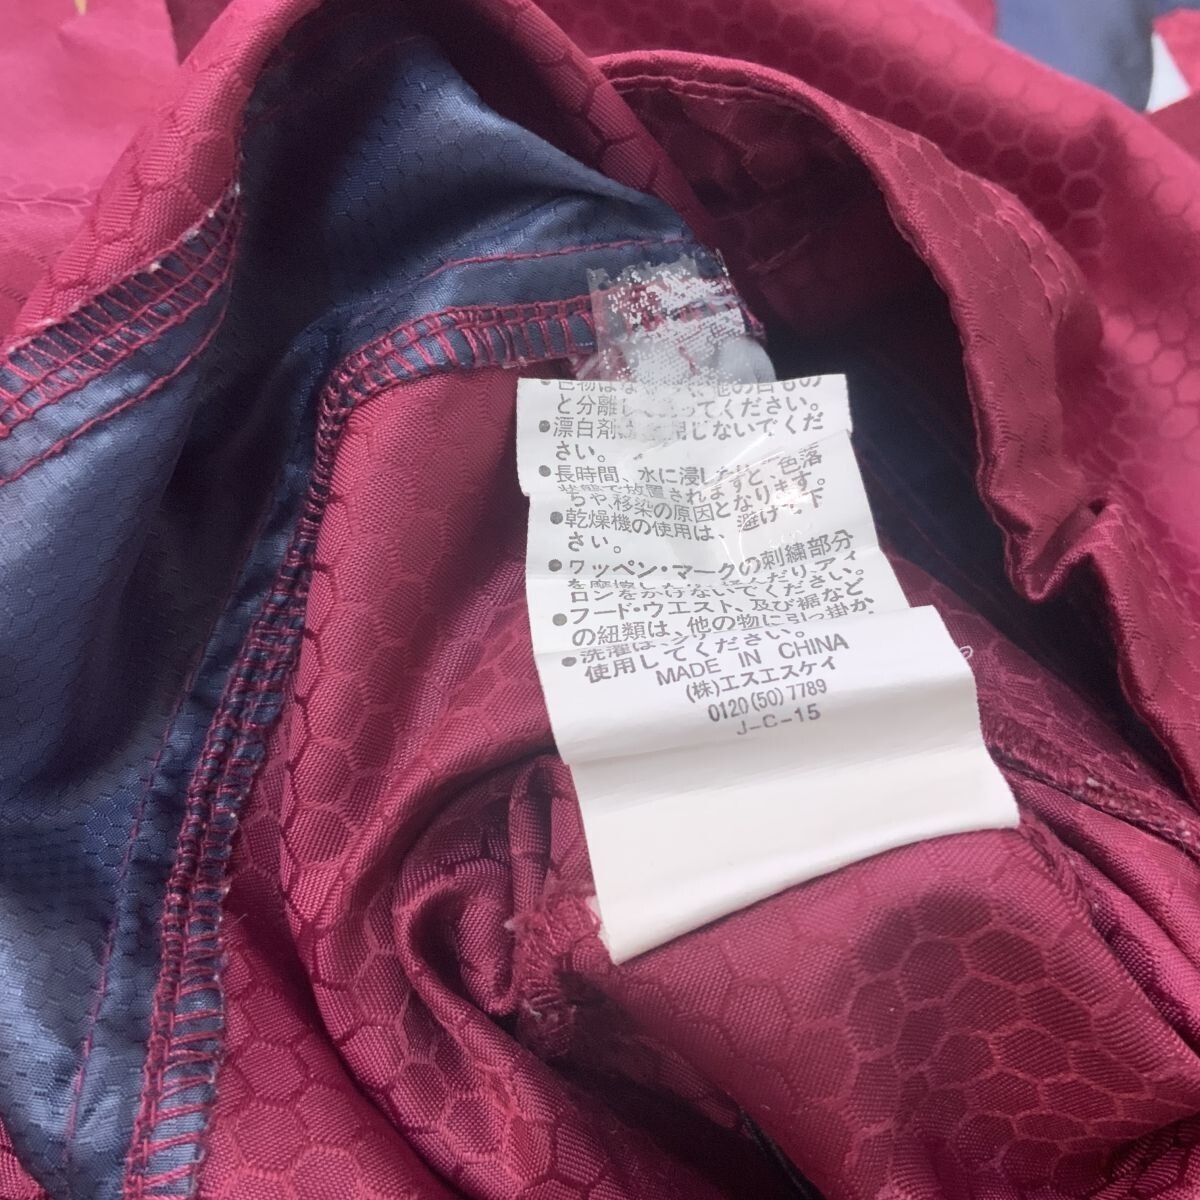 と分離し ってください。
●漂白剤は 用しないでくだ
さい。
●長時間、水に浸したり、
放置されますと、色落
ちや、移染の原因となります。
●乾燥機の使用は、避けて下
さい。
●ワッペン・マークの刺繍部分
ロンをかけないでください。
●フード・ウエスト、及び裾など
の紐類は、他の物に引っ掛か
●洗濯は、
使用してください。
MADE IN CHINA
(株)エスエスケイ
0120(50)7789
J-C-15